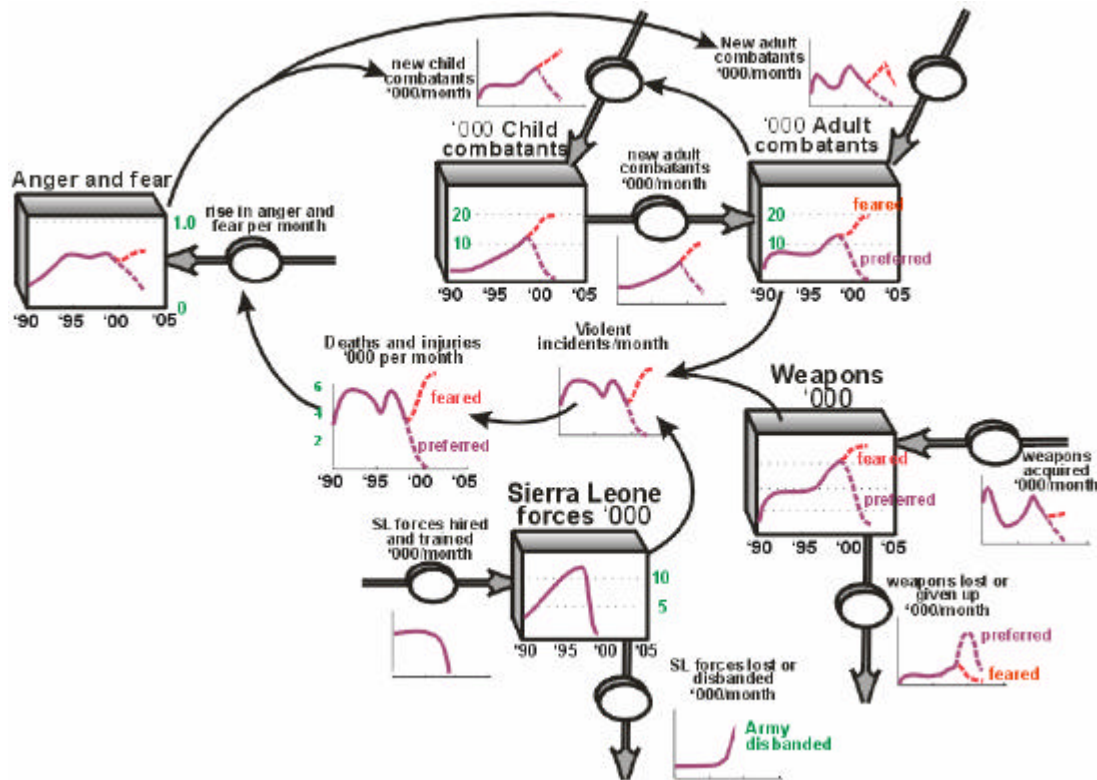 new child
combatants
'000/month
New adult
combatants
'000/month
'000 Child
combatants
new adult
combatants
'000/month
'000 Adult
combatants
Anger and fear
1.0
0
'90 '95 '00 '05
rise in anger and
fear per month
20
10
'90 '95 '00 '05
20
10
feared
preferred
'90 '95 '00 '05
Deaths and injuries
'000 per month
6
4
2
feared
preferred
'90 '95 '00 '05
Violent
incidents/month
Weapons
'000
feared
preferred
'90 '95 '00 '05
weapons
acquired
'000/month
Sierra Leone
forces '000
10
5
'90 '95 '00 '05
SL forces hired
and trained
'000/month
weapons lost or
given up
'000/month
preferred
feared
SL forces lost or
disbanded
'000/month
Army
disbanded